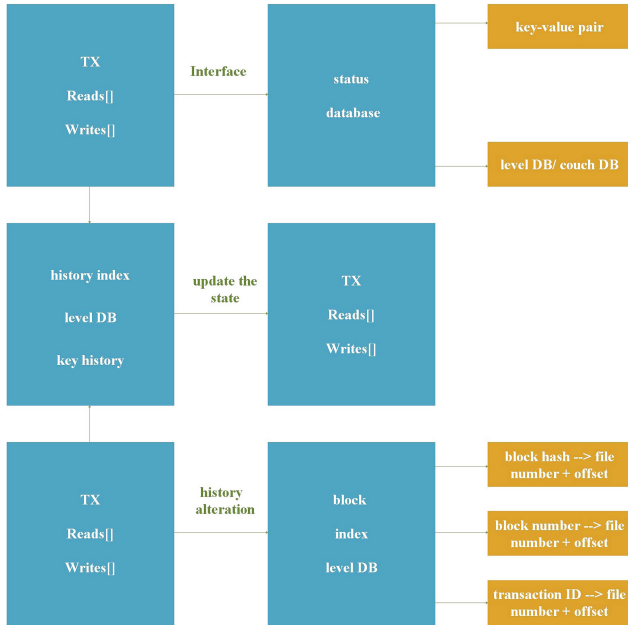 TX
Reads[]
Writes[]
Interface
status
database
key-value pair
level DB/ couch DB
history index
level DB
key history
update the
state
TX
Reads[]
Writes[]
TX
Reads[]
Writes[]
history
alteration
block
index
level DB
block hash --> file
number + offset
block number --> file
number + offset
transaction ID --> file
number + offset